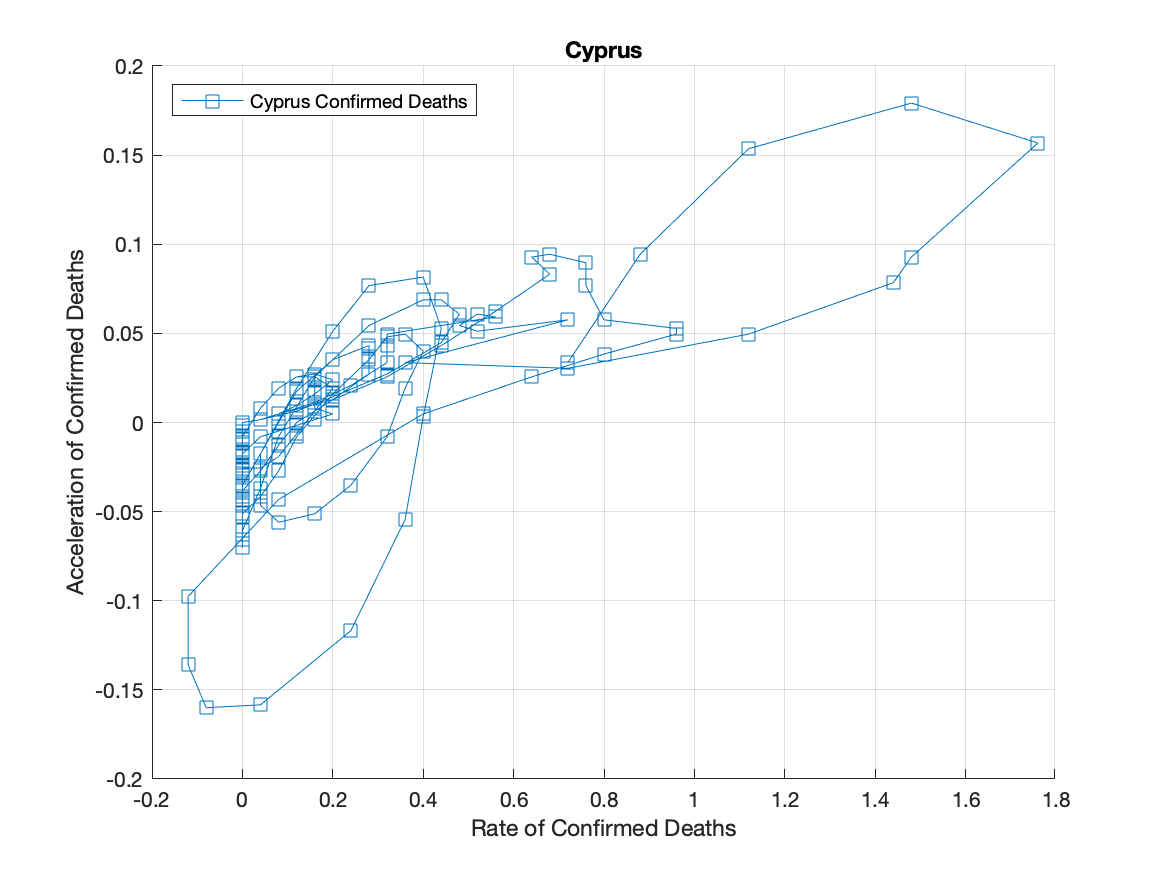 Cyprus
Cyprus Confirmed Deaths
0.2
0.15
0.1
0.05
0
-0.05
-0.1
-0.15
-0.2
Acceleration of Confirmed Deaths
-0.2 0 0.2 0.4 0.6 0.8 1 1.2 1.4 1.6 1.8
Rate of Confirmed Deaths